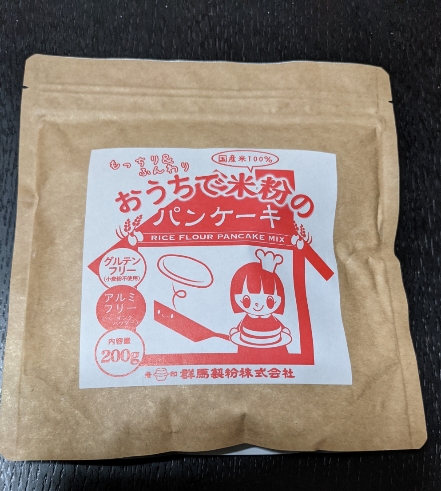 もっちり&
ふんわり
国産米100%
おうちで米粉の
パンケーキ
RICE FLOUR PANCAKE MIX
グルテン
フリー
(小麦粉不使用)
アルミ
フリー
内容量
200g
群馬製粉株式会社